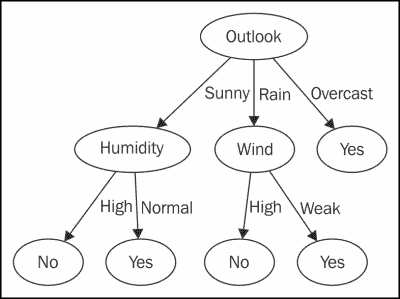 Outlook
Sunny Rain Overcast
Humidity Wind Yes
High Normal High Weak
No Yes No Yes